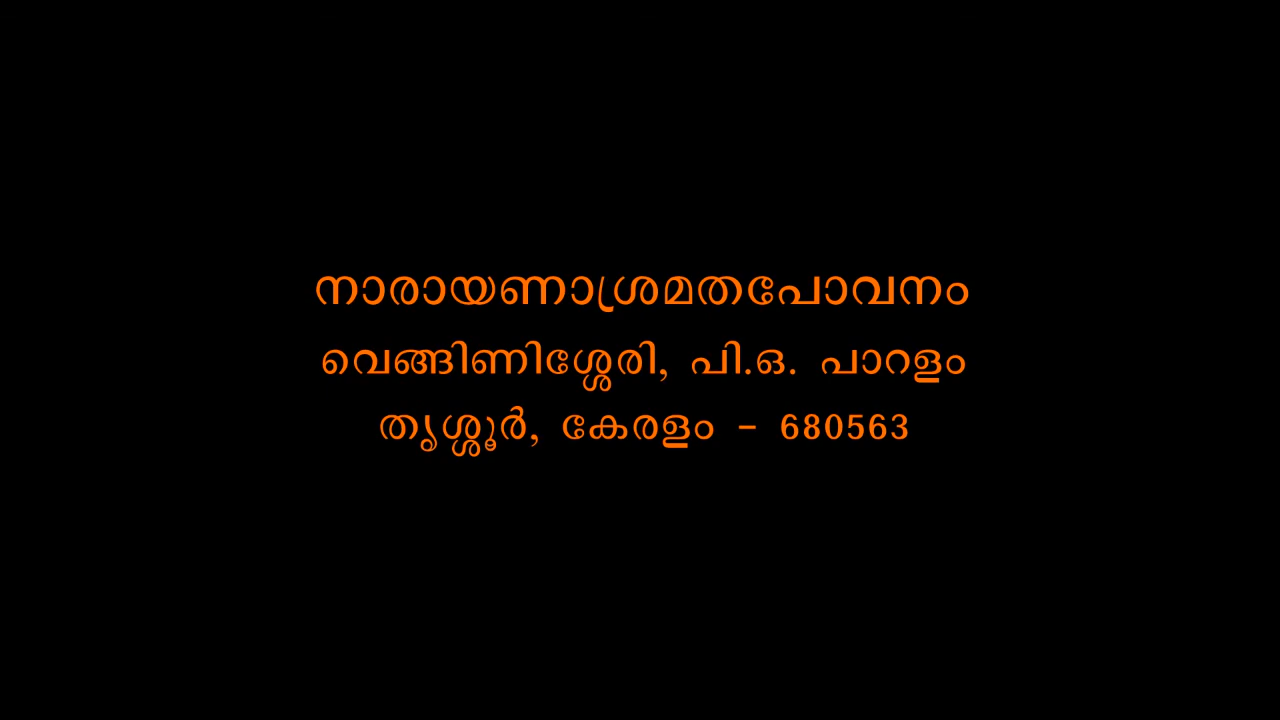 നാരായണാശ്രമതപോവനം
വെങ്ങിണിശ്ശേരി, പി.ഒ. പാറളം
തൃശ്ശൂർ, കേരളം - 680563